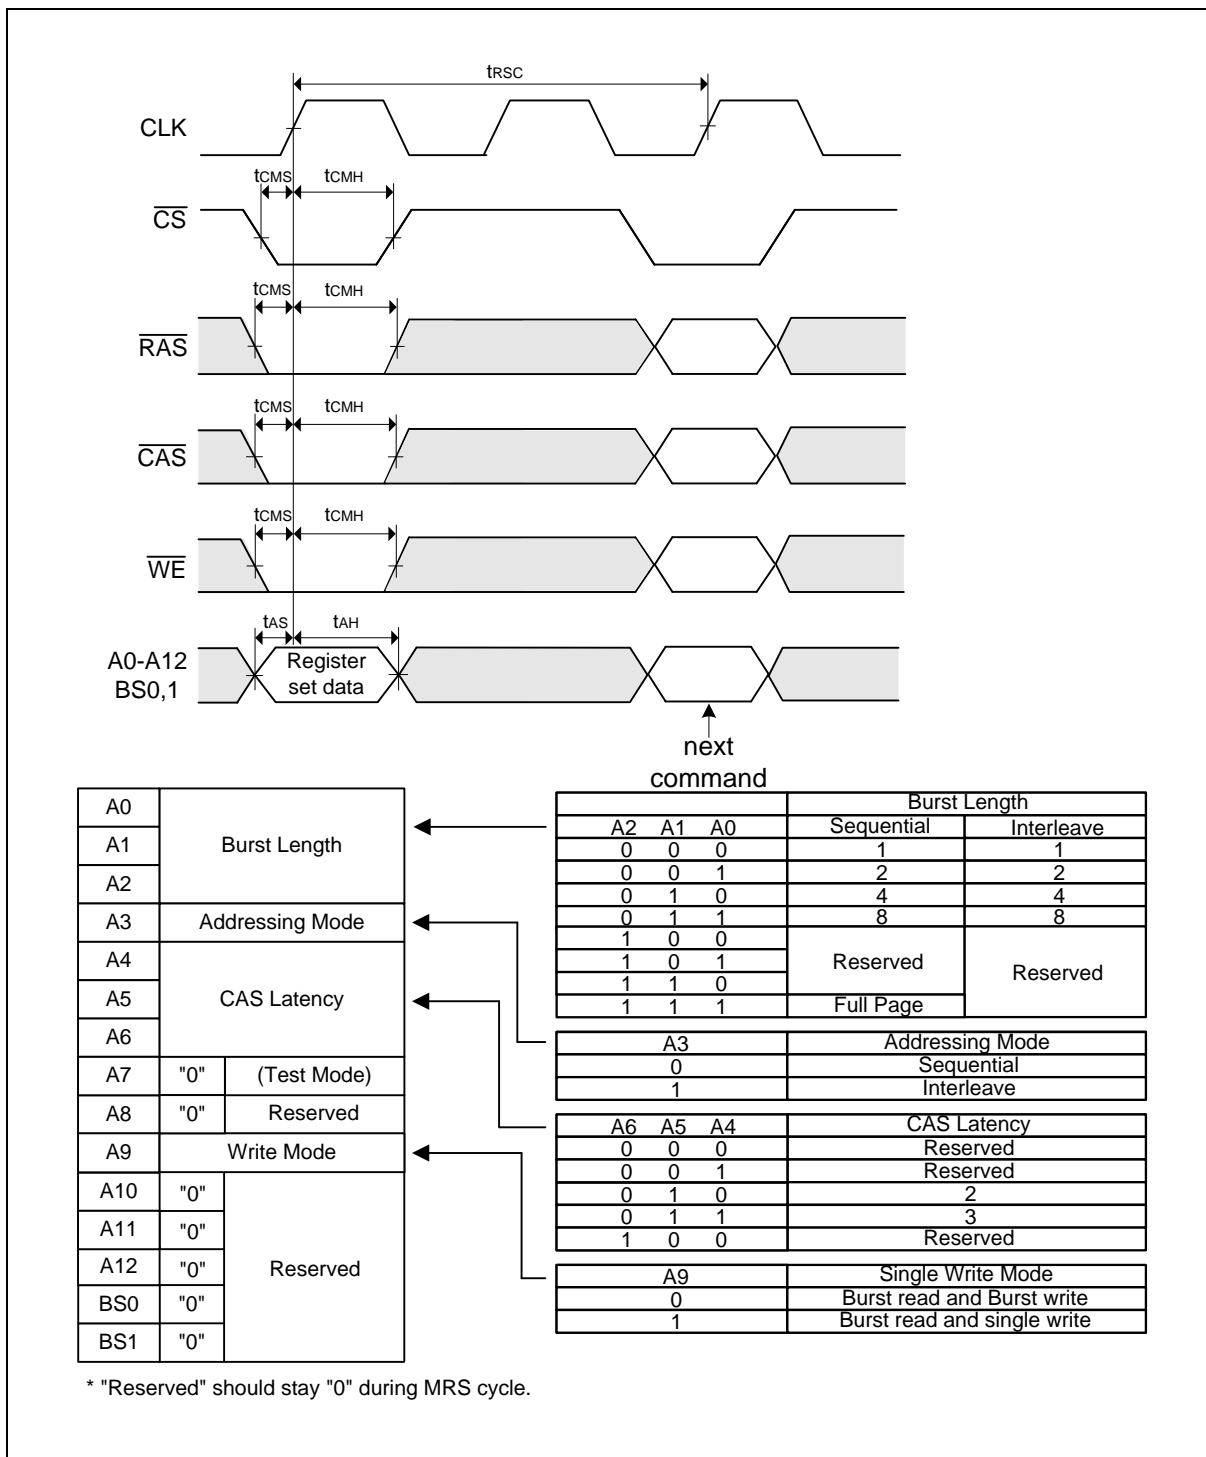 tRSC
CLK
tCMS tCMH
CS
tCMS tCMH
RAS
tCMS tCMH
CAS
tCMS tCMH
WE
tAS tAH
A0-A12
BS0,1
Register
set data
next
command
A0
A1
A2
Burst Length
A3 Addressing Mode
A4
A5
A6
CAS Latency
A7 "0" (Test Mode)
A8 "0" Reserved
A9 Write Mode
A10 "0"
A11 "0"
A12 "0"
BS0 "0"
BS1 "0"
Reserved
Burst Length
A2 A1 A0 Sequential Interleave
0 0 0 1 1
0 0 1 2 2
0 1 0 4 4
0 1 1 8 8
1 0 0
1 0 1 Reserved Reserved
1 1 0
1 1 1 Full Page
A3 Addressing Mode
0 Sequential
1 Interleave
A6 A5 A4 CAS Latency
0 0 0 Reserved
0 0 1 Reserved
0 1 0 2
0 1 1 3
1 0 0 Reserved
A9 Single Write Mode
0 Burst read and Burst write
1 Burst read and single write
* "Reserved" should stay "0" during MRS cycle.